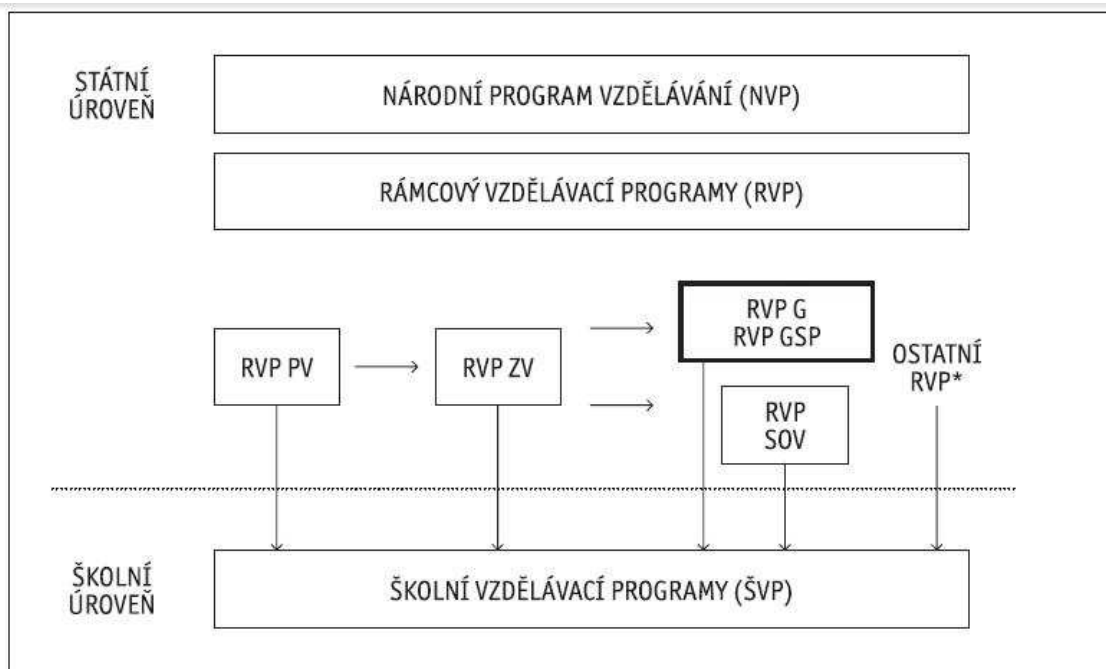 STÁTNÍ
ÚROVEŇ
NÁRODNÍ PROGRAM VZDĚLÁVÁNÍ (NVP)
RÁMCOVÝ VZDĚLÁVACÍ PROGRAMY (RVP)
RVP PV
RVP ZV
RVP G
RVP GSP
RVP
SOV
OSTATNÍ
RVP*
ŠKOLNÍ
ÚROVEŇ
ŠKOLNÍ VZDĚLÁVACÍ PROGRAMY (ŠVP)